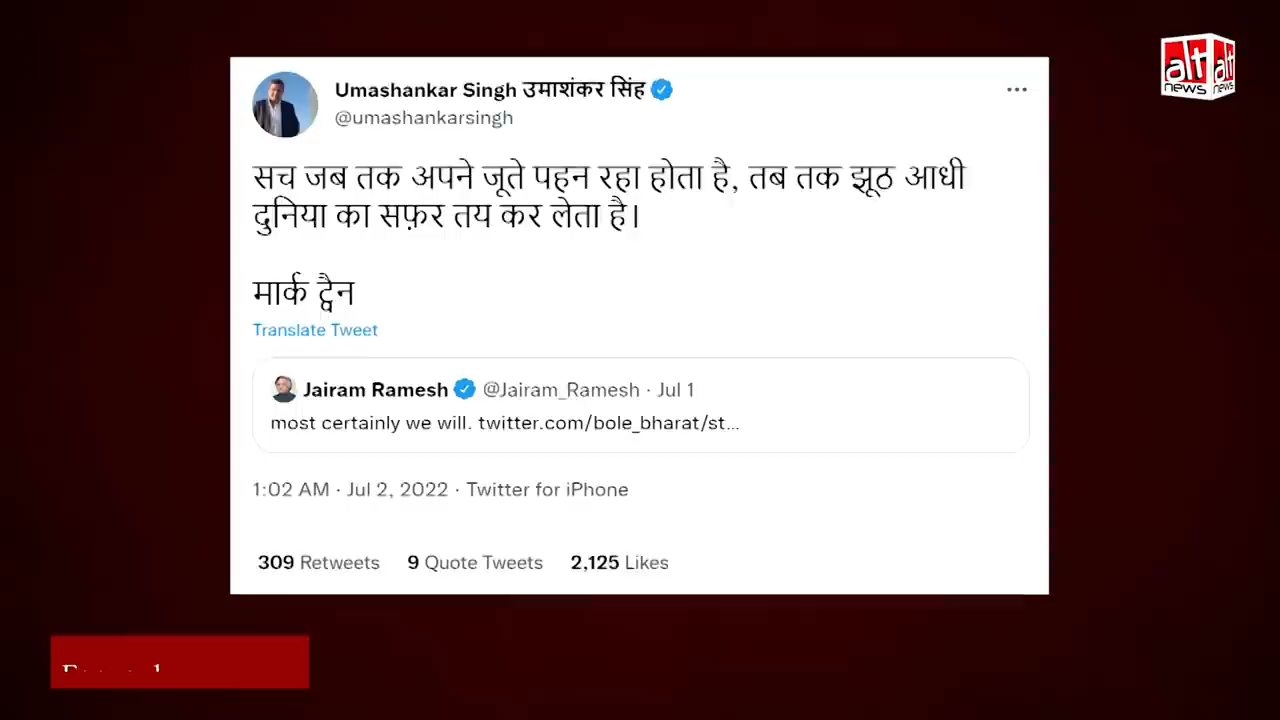 alt alt
news news
Umashankar Singh उमाशंकर सिंह
@umashankarsingh
सच जब तक अपने जूते पहन रहा होता है, तब तक झूठ आधी
दुनिया का सफ़र तय कर लेता है।
मार्क ट्वैन
Translate Tweet
Jairam Ramesh @Jairam_Ramesh · Jul 1
most certainly we will. twitter.com/bole_bharat/st...
1:02 AM · Jul 2, 2022 · Twitter for iPhone
309 Retweets 9 Quote Tweets 2,125 Likes